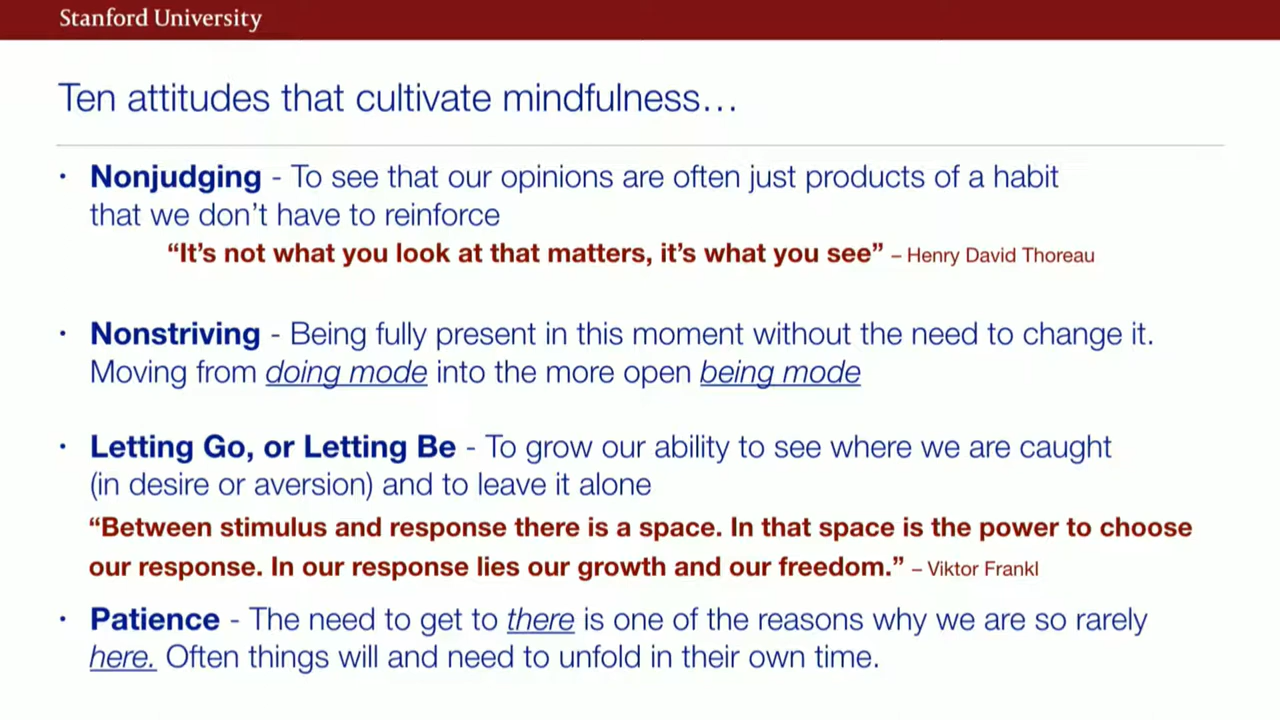 Stanford University
Ten attitudes that cultivate mindfulness…
• Nonjudging - To see that our opinions are often just products of a habit
that we don’t have to reinforce
“It’s not what you look at that matters, it’s what you see” – Henry David Thoreau
• Nonstriving - Being fully present in this moment without the need to change it.
Moving from doing mode into the more open being mode
• Letting Go, or Letting Be - To grow our ability to see where we are caught
(in desire or aversion) and to leave it alone
“Between stimulus and response there is a space. In that space is the power to choose
our response. In our response lies our growth and our freedom.” – Viktor Frankl
• Patience - The need to get to there is one of the reasons why we are so rarely
here. Often things will and need to unfold in their own time.